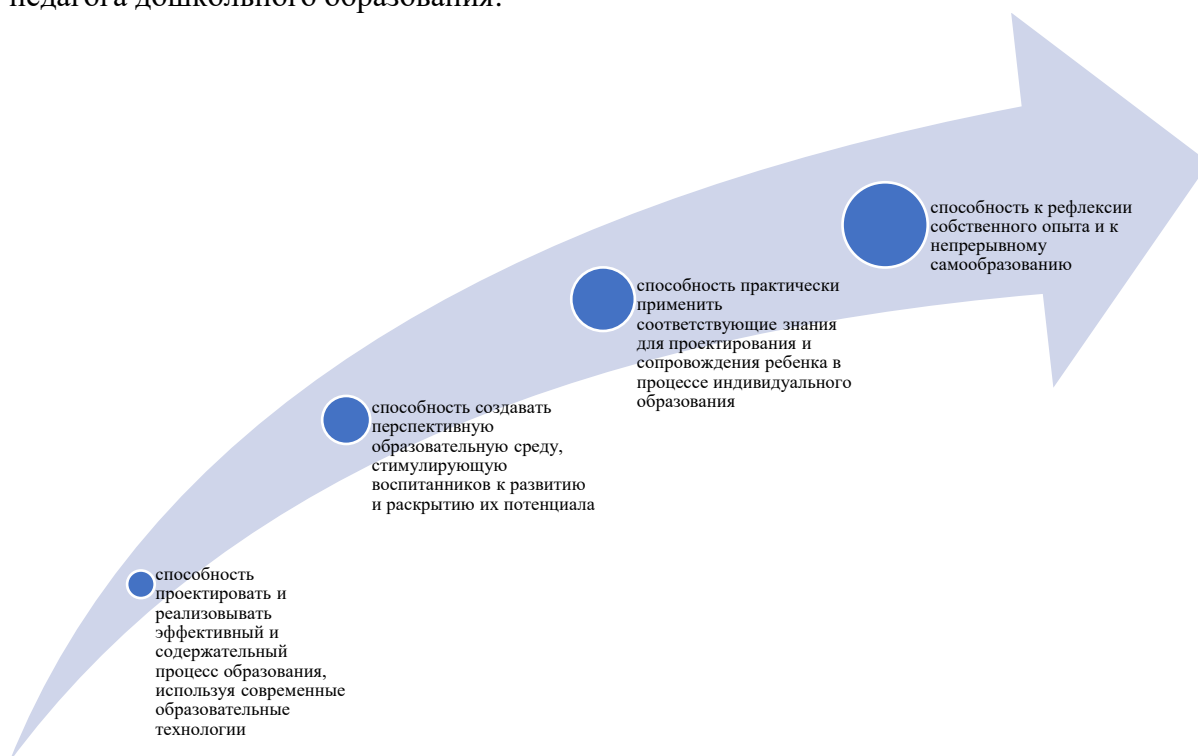 педагога дошкольного образования.
способность к рефлексии
собственного опыта и к
непрерывному
самообразованию
способность практически
применить
соответствующие знания
для проектирования и
сопровождения ребенка в
процессе индивидуального
образования
способность создавать
перспективную
образовательную среду,
стимулирующую
воспитанников к развитию
и раскрытию их потенциала
способность
проектировать и
реализовывать
эффективный и
содержательный
процесс образования,
используя современные
образовательные
технологии